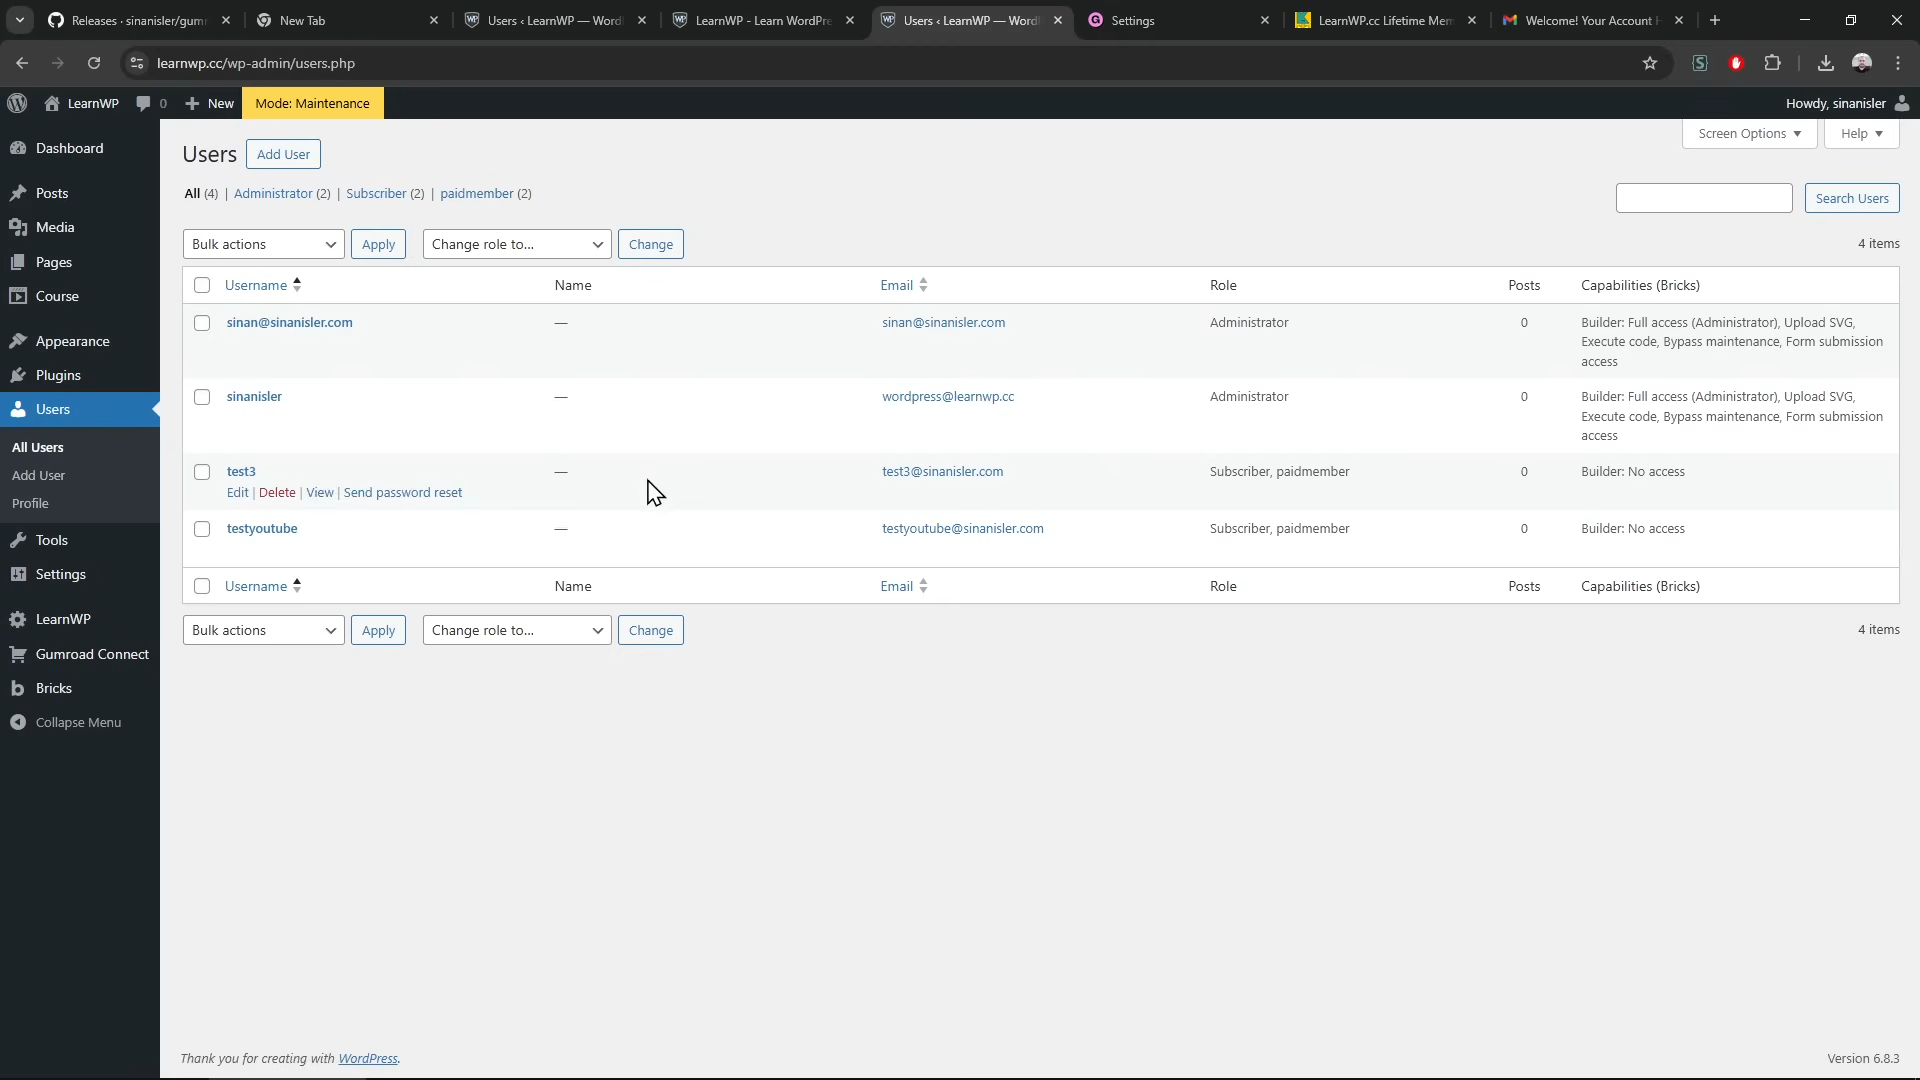 Releases · sinanisler/gum
New Tab
Users ‹ LearnWP — Word
LearnWP - Learn WordPre
Users ‹ LearnWP — Word
Settings
LearnWP.cc Lifetime Mem
Welcome! Your Account H
learnwp.cc/wp-admin/users.php
LearnWP
0
New
Mode: Maintenance
Howdy, sinanisler
Dashboard
Posts
Media
Pages
Course
Appearance
Plugins
Users
All Users
Add User
Profile
Tools
Settings
LearnWP
Gumroad Connect
Bricks
Collapse Menu
Screen Options
Help
Users
Add User
All (4) | Administrator (2) | Subscriber (2) | paidmember (2)
Search Users
Bulk actions
Apply
Change role to...
Change
4 items
Username
Name
Email
Role
Posts
Capabilities (Bricks)
sinan@sinanisler.com — sinan@sinanisler.com Administrator 0 Builder: Full access (Administrator), Upload SVG,
Execute code, Bypass maintenance, Form submission
access
sinanisler — wordpress@learnwp.cc Administrator 0 Builder: Full access (Administrator), Upload SVG,
Execute code, Bypass maintenance, Form submission
access
test3 — test3@sinanisler.com Subscriber, paidmember 0 Builder: No access
Edit | Delete | View | Send password reset
testyoutube — testyoutube@sinanisler.com Subscriber, paidmember 0 Builder: No access
Username
Name
Email
Role
Posts
Capabilities (Bricks)
Bulk actions
Apply
Change role to...
Change
4 items
Thank you for creating with WordPress.
Version 6.8.3